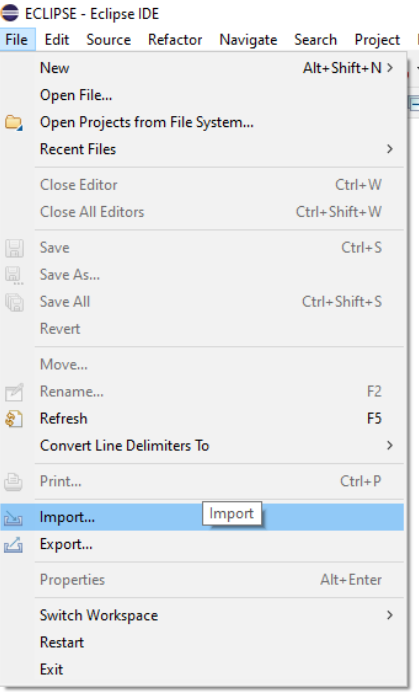 ECLIPSE - Eclipse IDE
File Edit Source Refactor Navigate Search Project
New Alt+Shift+N >
Open File...
Open Projects from File System...
Recent Files >
Close Editor Ctrl+W
Close All Editors Ctrl+Shift+W
Save Ctrl+S
Save As...
Save All Ctrl+Shift+S
Revert
Move...
Rename... F2
Refresh F5
Convert Line Delimiters To >
Print... Ctrl+P
Import... Import
Export...
Properties Alt+Enter
Switch Workspace >
Restart
Exit